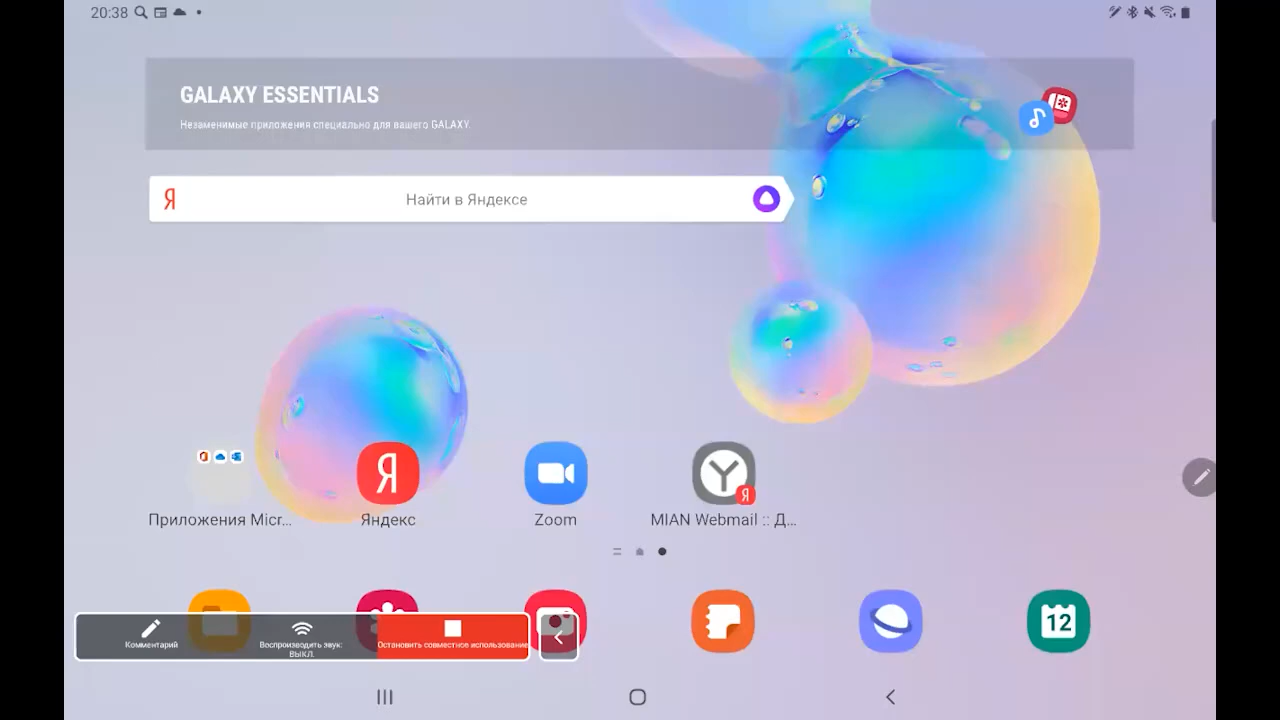 20:38
GALAXY ESSENTIALS
Незаменимые приложения специально для вашего GALAXY.
Я Найти в Яндексе
Я
Я
Приложения Micr...
Яндекс
Zoom
MIAN Webmail :: Д...
12
Комментарий
Воспроизводить звук:
ВЫКЛ.
Остановить совместное использование